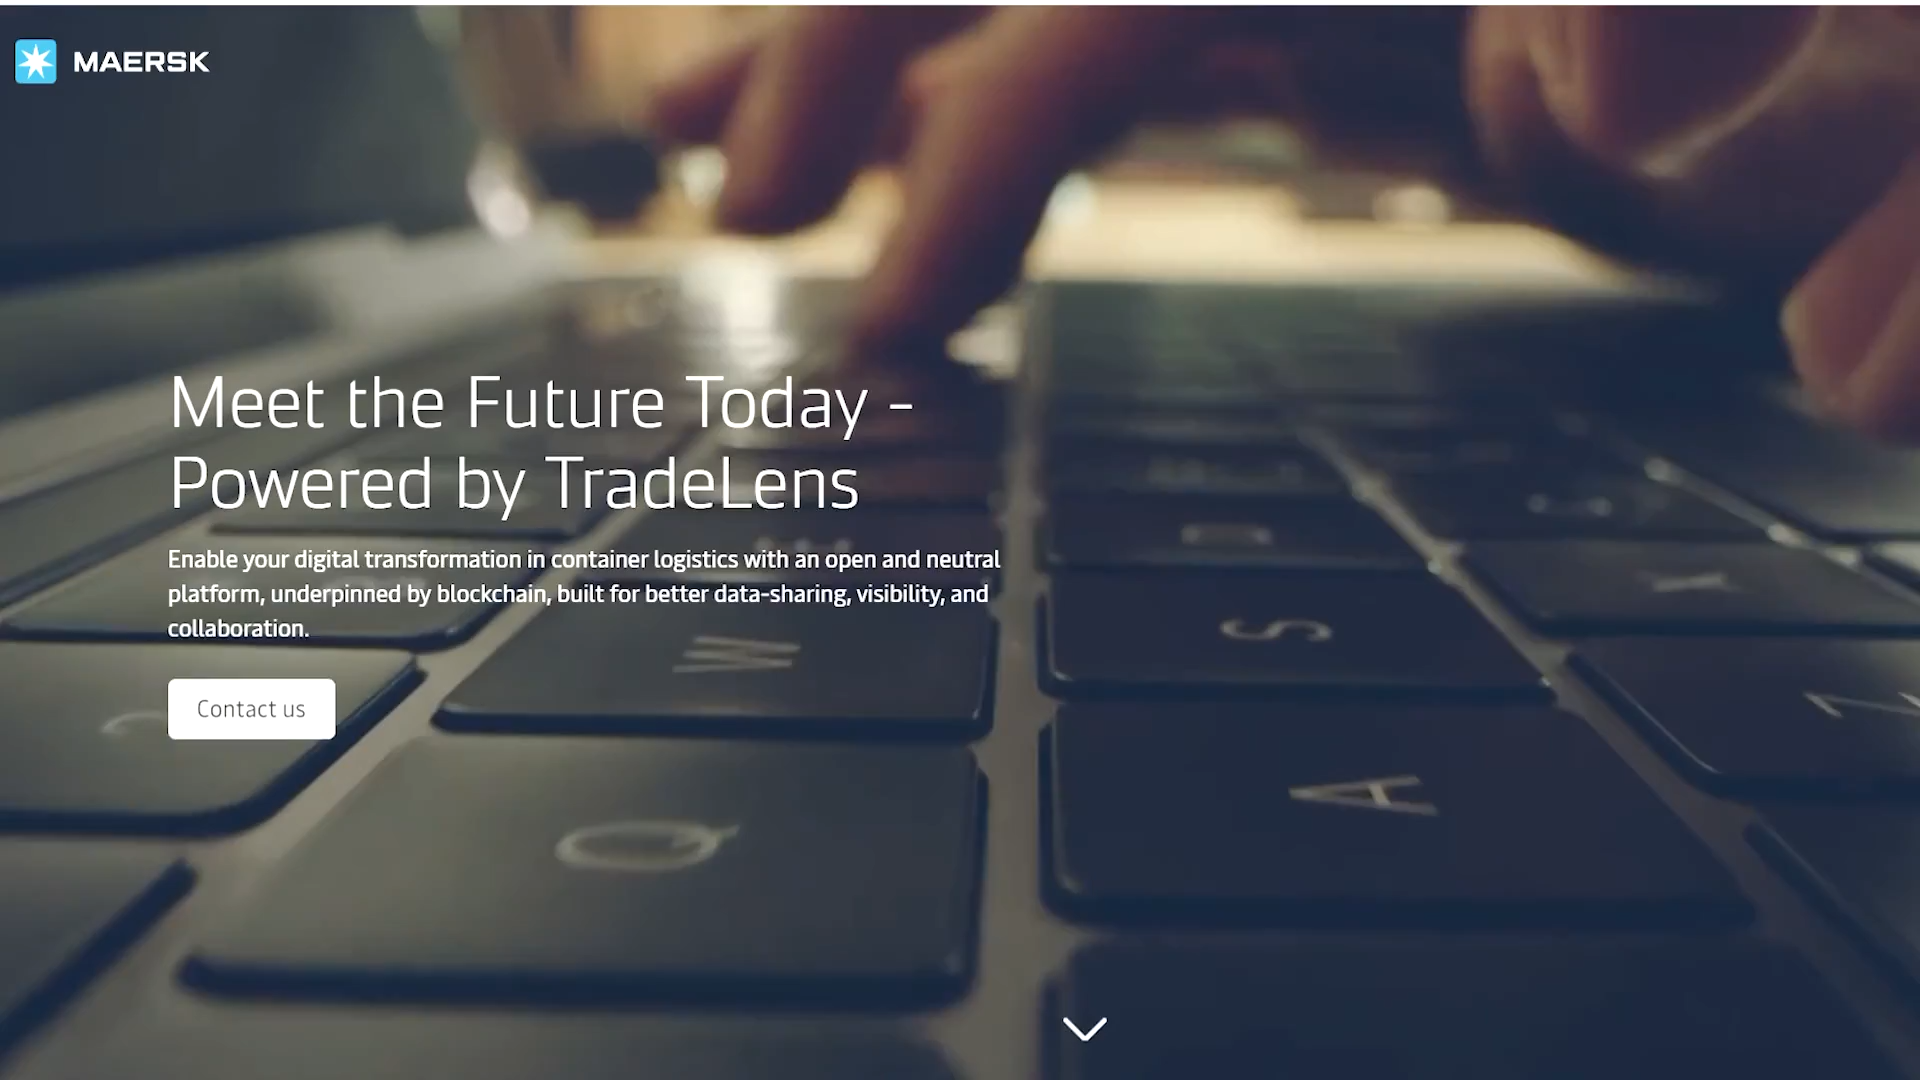 MAERSK
Meet the Future Today -
Powered by TradeLens
Enable your digital transformation in container logistics with an open and neutral
platform, underpinned by blockchain, built for better data-sharing, visibility, and
collaboration.
Contact us
W
S
Z
Q
A